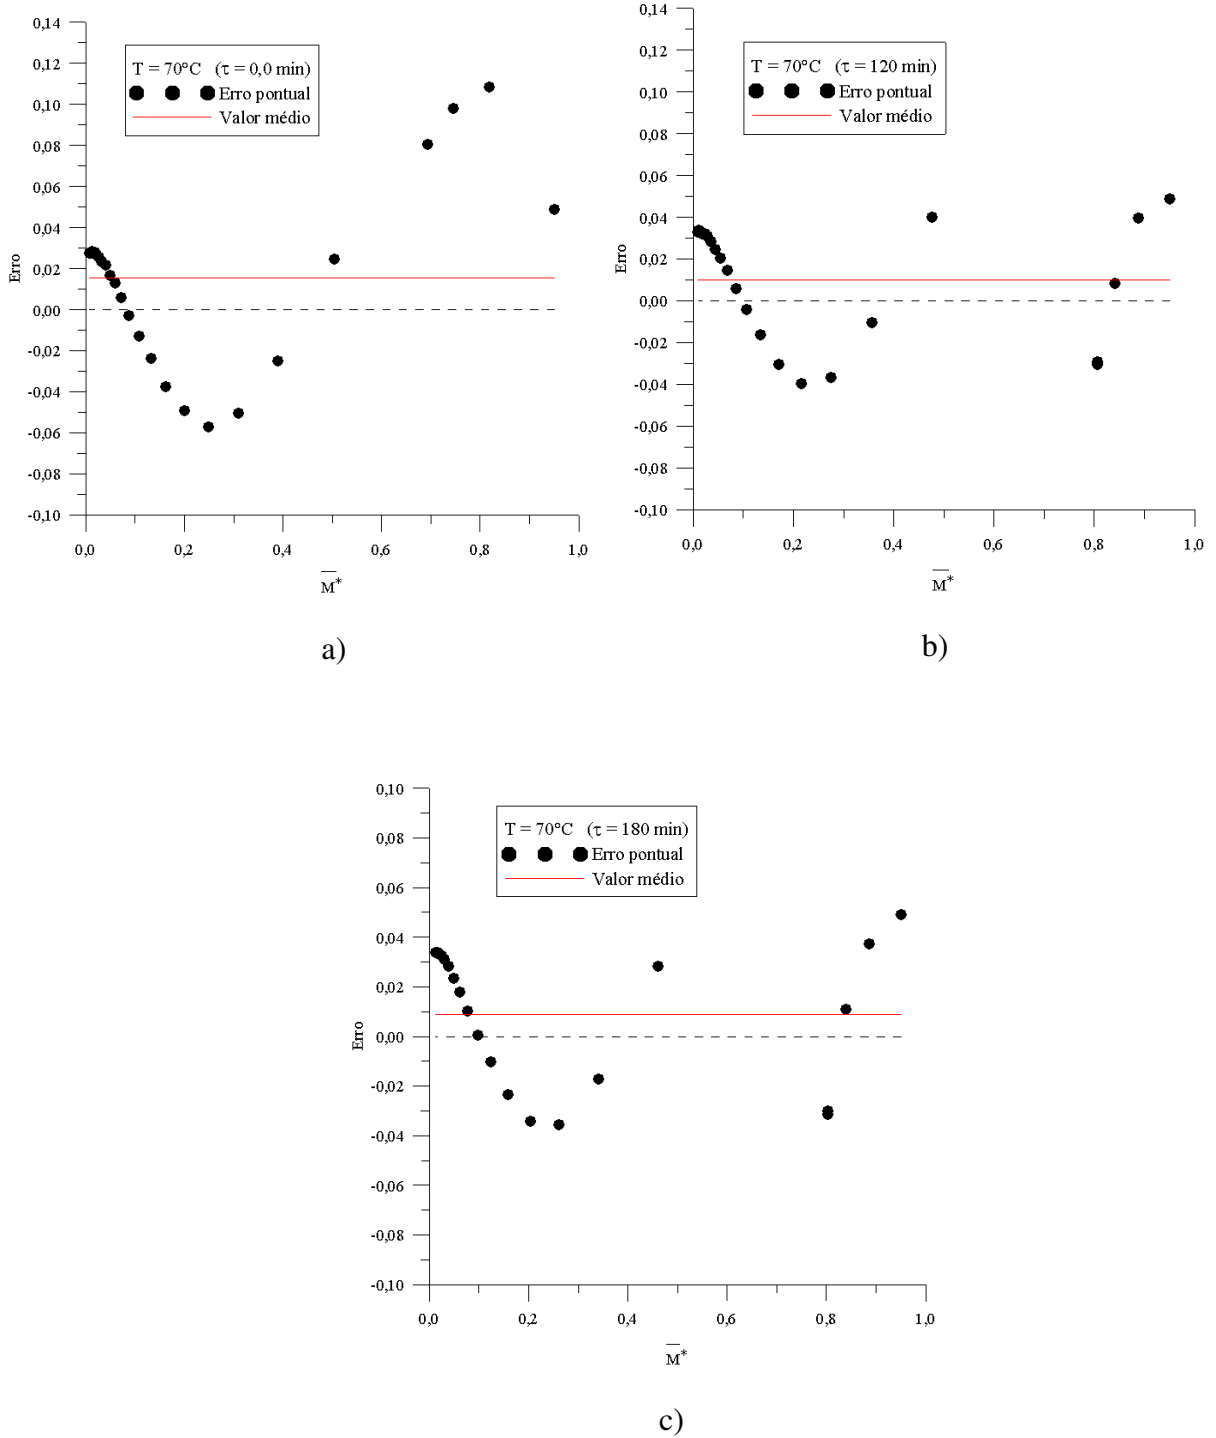 0,14
0,12
0,10
0,08
0,06
0,04
0,02
0,00
-0,02
-0,04
-0,06
-0,08
-0,10
Erro
T = 70°C (τ = 0,0 min)
Erro pontual
Valor médio
0,0 0,2 0,4 0,6 0,8 1,0
M*
a)
0,14
0,12
0,10
0,08
0,06
0,04
0,02
0,00
-0,02
-0,04
-0,06
-0,08
-0,10
Erro
T = 70°C (τ = 120 min)
Erro pontual
Valor médio
0,0 0,2 0,4 0,6 0,8 1,0
M*
b)
0,10
0,08
0,06
0,04
0,02
0,00
-0,02
-0,04
-0,06
-0,08
-0,10
Erro
T = 70°C (τ = 180 min)
Erro pontual
Valor médio
0,0 0,2 0,4 0,6 0,8 1,0
M*
c)